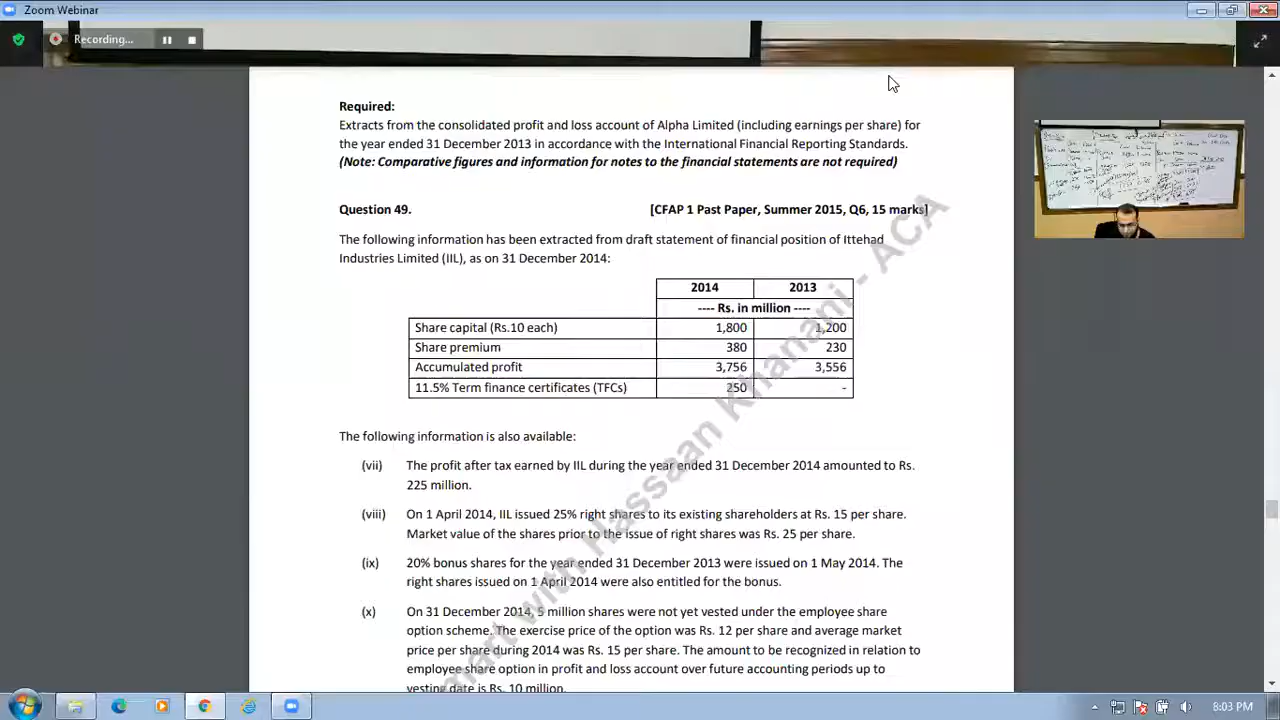 Zoom Webinar
Recording...
Required:
Extracts from the consolidated profit and loss account of Alpha Limited (including earnings per share) for
the year ended 31 December 2013 in accordance with the International Financial Reporting Standards.
(Note: Comparative figures and information for notes to the financial statements are not required)
Question 49. [CFAP 1 Past Paper, Summer 2015, Q6, 15 marks]
The following information has been extracted from draft statement of financial position of Ittehad
Industries Limited (IIL), as on 31 December 2014:
2014 2013
---- Rs. in million ----
Share capital (Rs.10 each) 1,800 1,200
Share premium 380 230
Accumulated profit 3,756 3,556
11.5% Term finance certificates (TFCs) 250 -
The following information is also available:
(vii) The profit after tax earned by IIL during the year ended 31 December 2014 amounted to Rs.
225 million.
(viii) On 1 April 2014, IIL issued 25% right shares to its existing shareholders at Rs. 15 per share.
Market value of the shares prior to the issue of right shares was Rs. 25 per share.
(ix) 20% bonus shares for the year ended 31 December 2013 were issued on 1 May 2014. The
right shares issued on 1 April 2014 were also entitled for the bonus.
(x) On 31 December 2014, 5 million shares were not yet vested under the employee share
option scheme. The exercise price of the option was Rs. 12 per share and average market
price per share during 2014 was Rs. 15 per share. The amount to be recognized in relation to
employee share option in profit and loss account over future accounting periods up to
vesting date is Rs. 10 million.
mart with Hassaan Khanani - ACA
8:03 PM